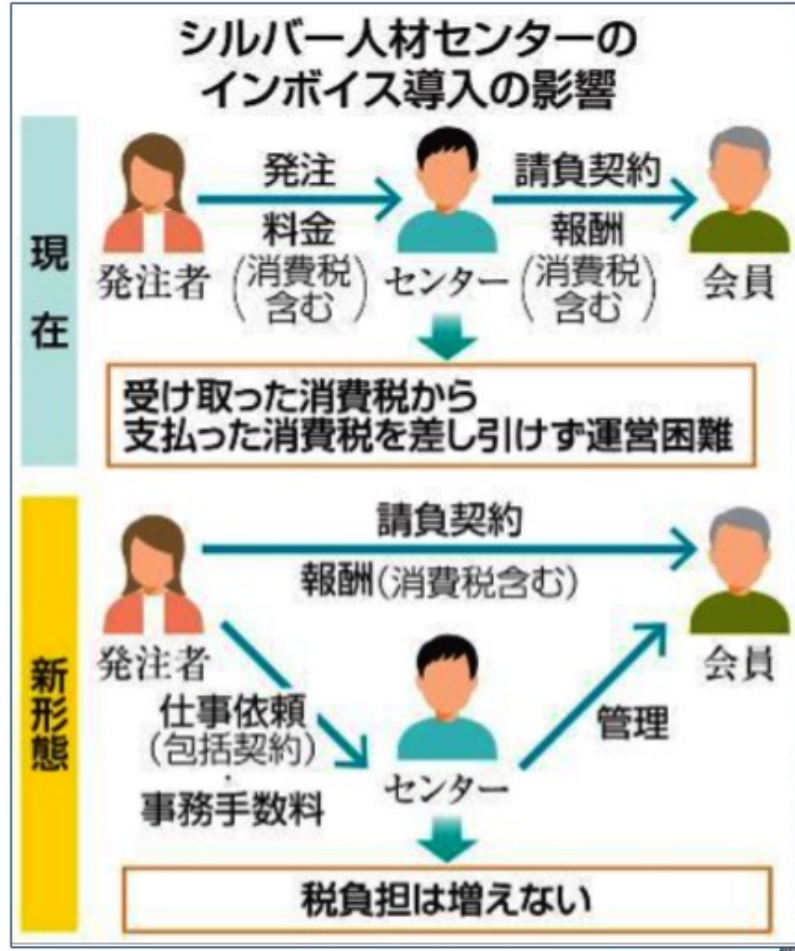 シルバー人材センターの
インボイス導入の影響
現在
発注
料金
(消費税
含む)
請負契約
報酬
(消費税
含む)
発注者
センター
会員
受け取った消費税から
支払った消費税を差し引けず運営困難
新形態
請負契約
報酬(消費税含む)
発注者
会員
仕事依頼
(包括契約)
・
事務手数料
センター
管理
税負担は増えない